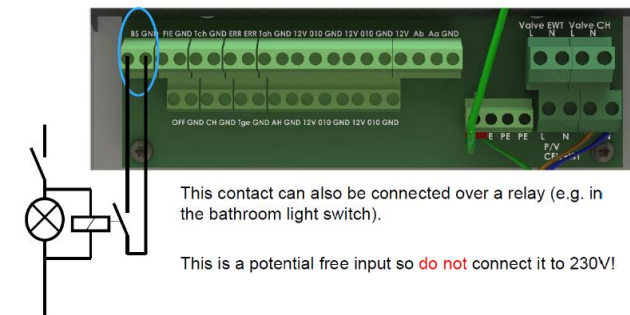 Valve EWT Valve CH
L N L N
BS GND FIE GND Tch GND ERR ERR Tah GND 12V 010 GND 12V 010 GND 12V Ab Aa GND
OFF GND CH GND Tge GND AH GND 12V 010 GND 12V 010 GND
E PE PE L N N
P/V
This contact can also be connected over a relay (e.g. in
the bathroom light switch).
This is a potential free input so do not connect it to 230V!